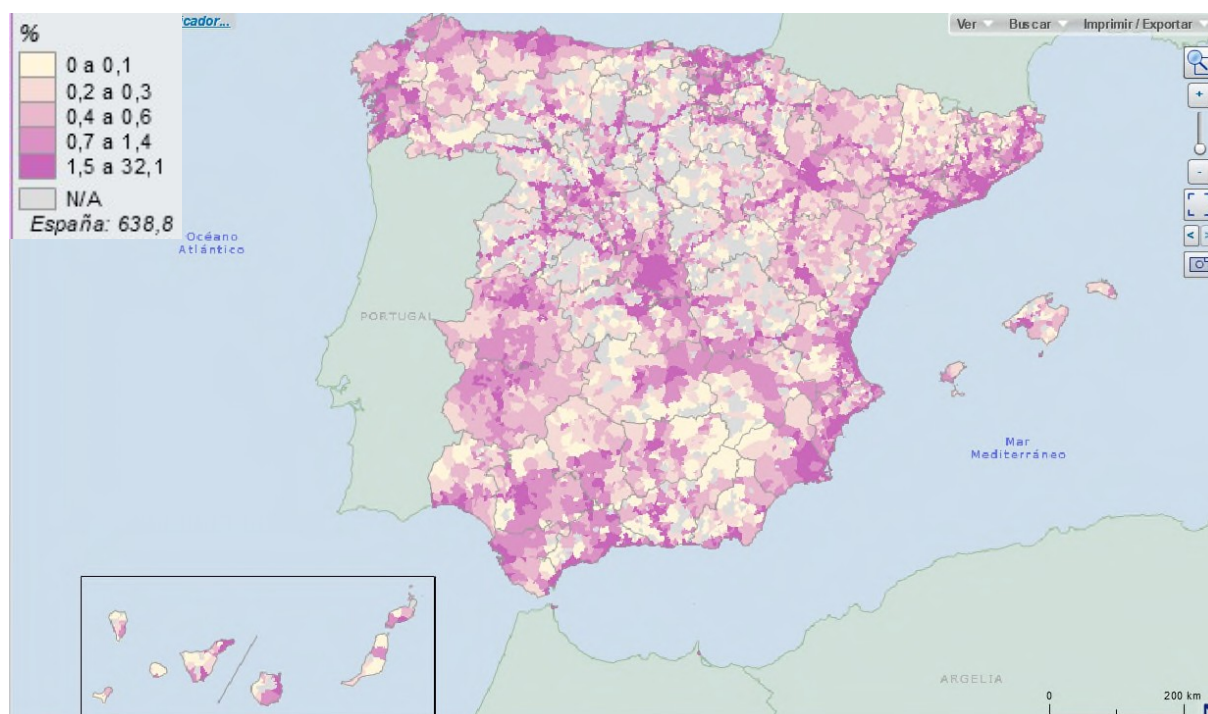 icador...
Ver Buscar Imprimir / Exportar
%
0 a 0,1
0,2 a 0,3
0,4 a 0,6
0,7 a 1,4
1,5 a 32,1
N/A
España: 638,8
+
-
< >
Océano
Atlántico
PORTUGAL
Mar
Mediterráneo
ARGELIA
0 200 km